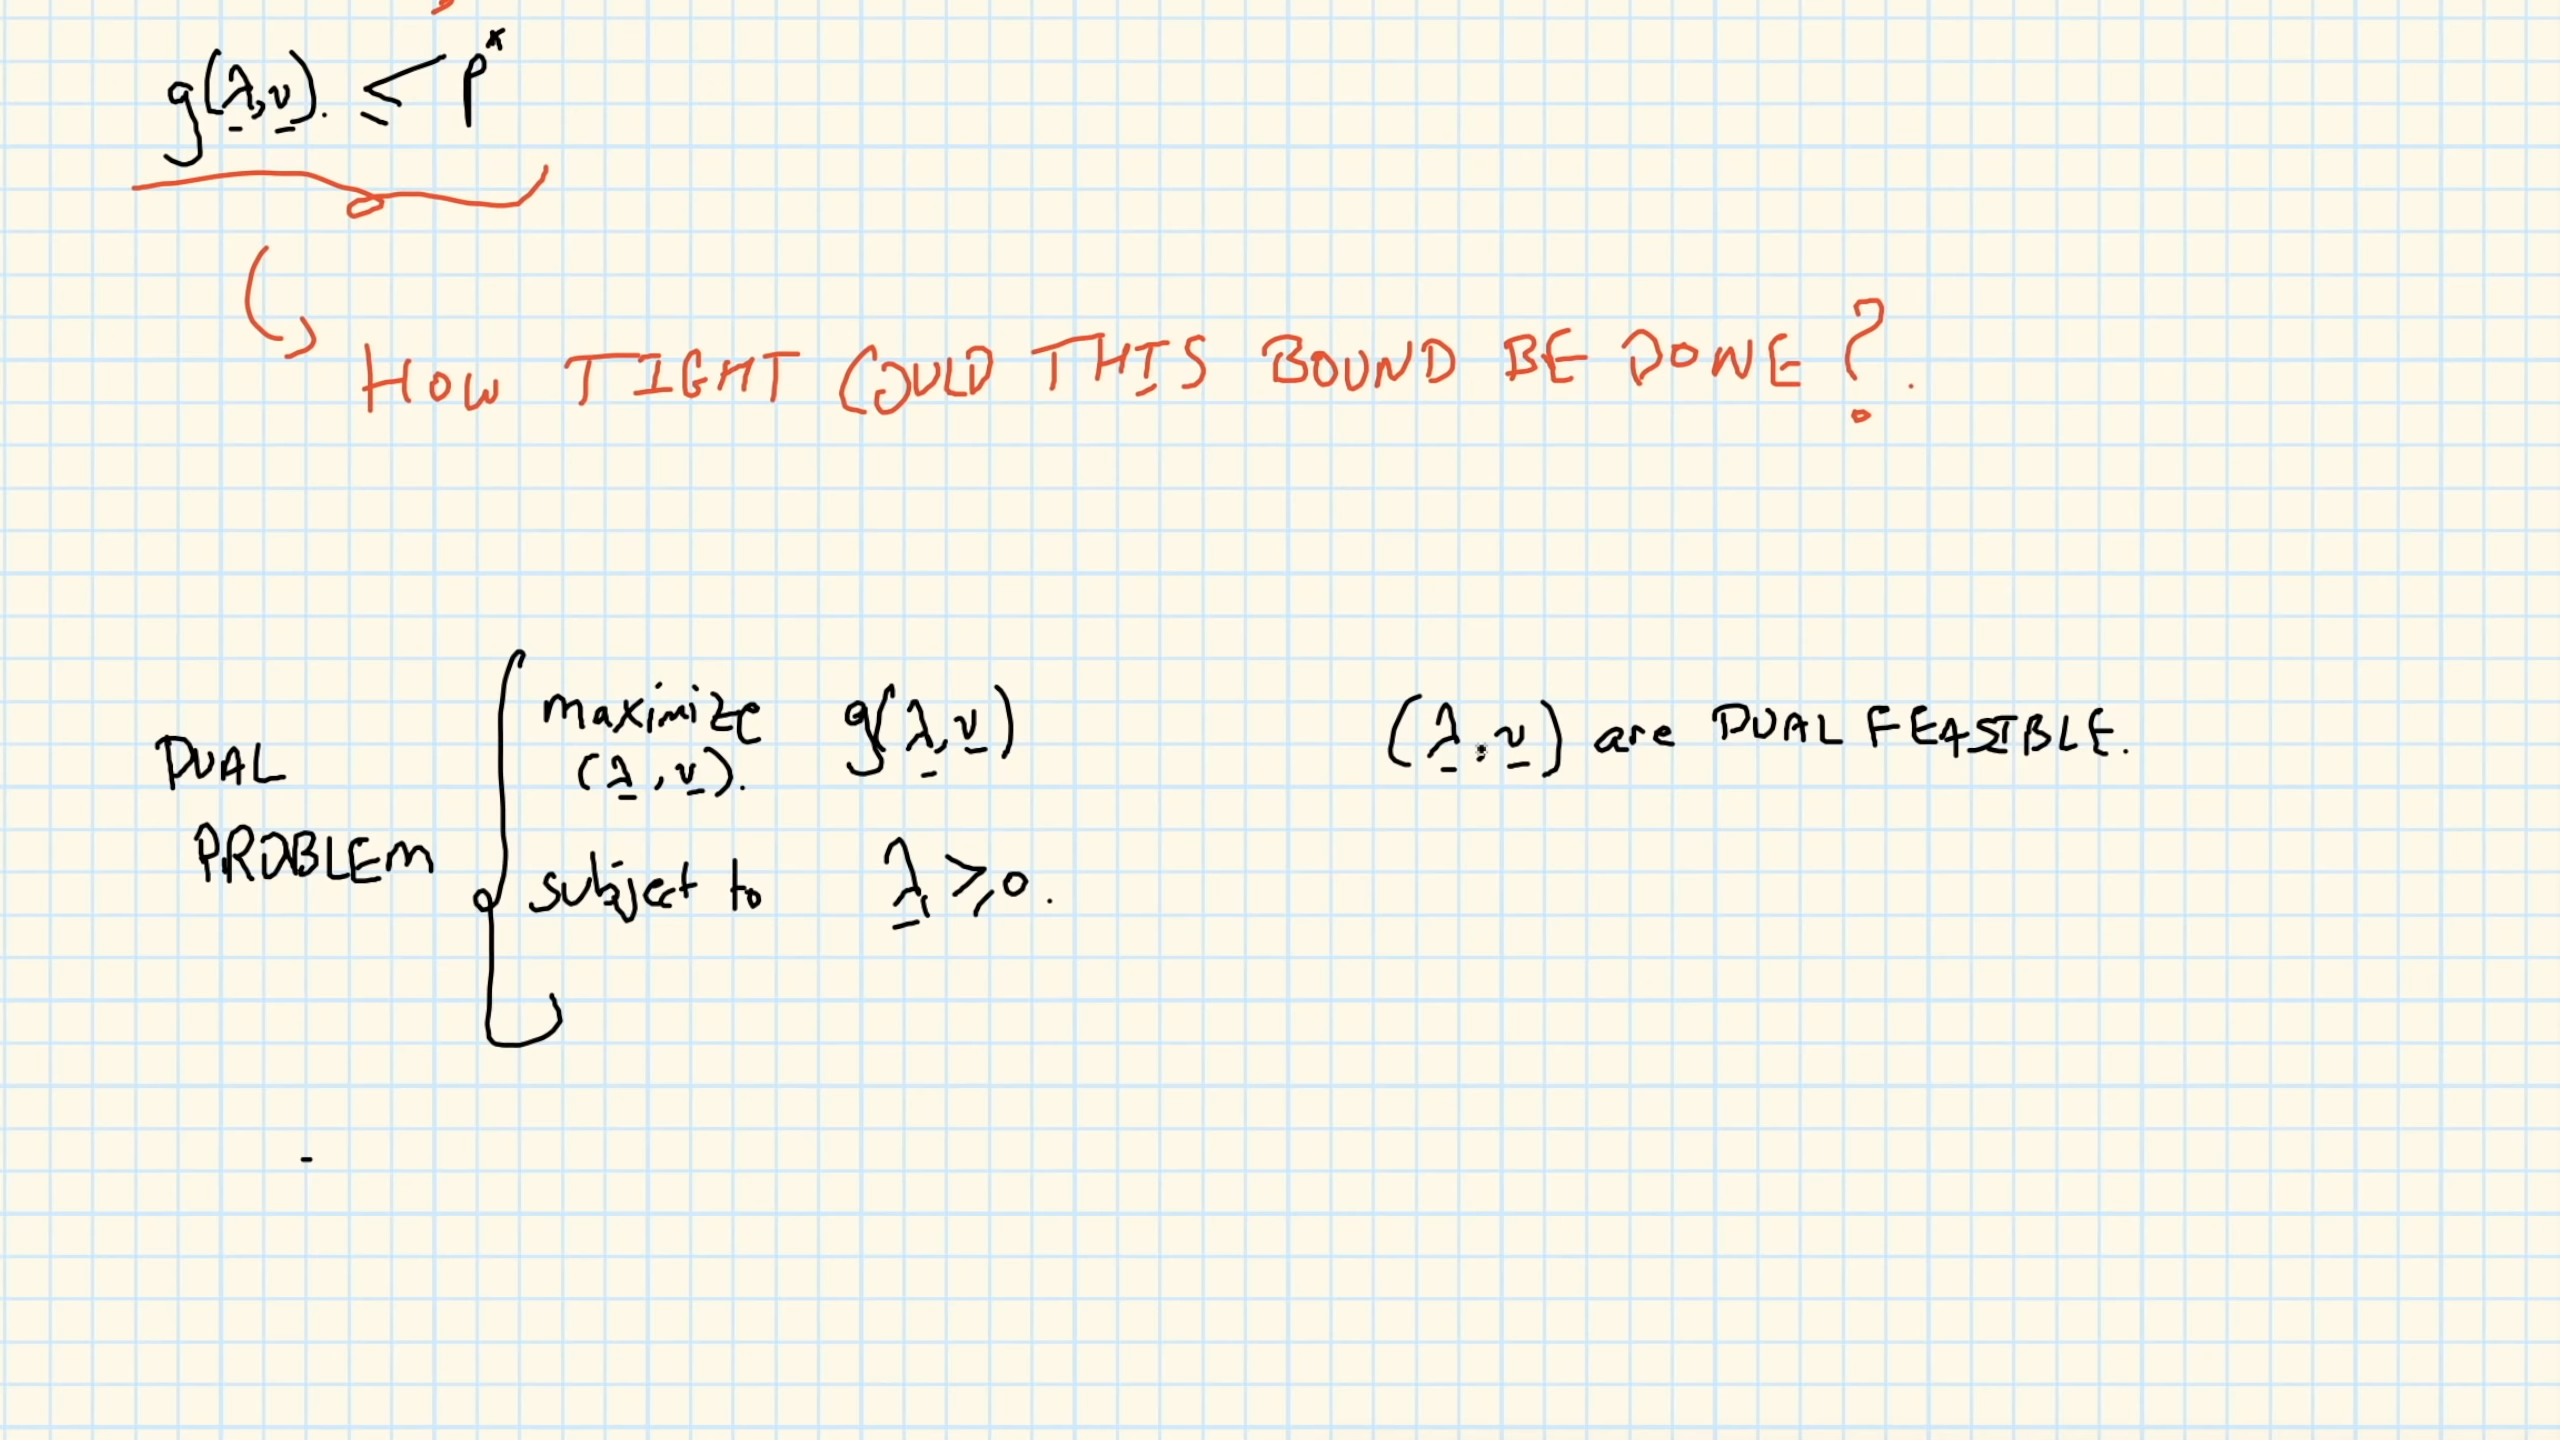 g(λ, ν). ≤ p*
HOW TIGHT COULD THIS BOUND BE DONE ?.
DUAL PROBLEM
maximize g(λ, ν)
(λ, ν).
subject to λ ≥ 0.
(λ, ν) are DUAL FEASIBLE.